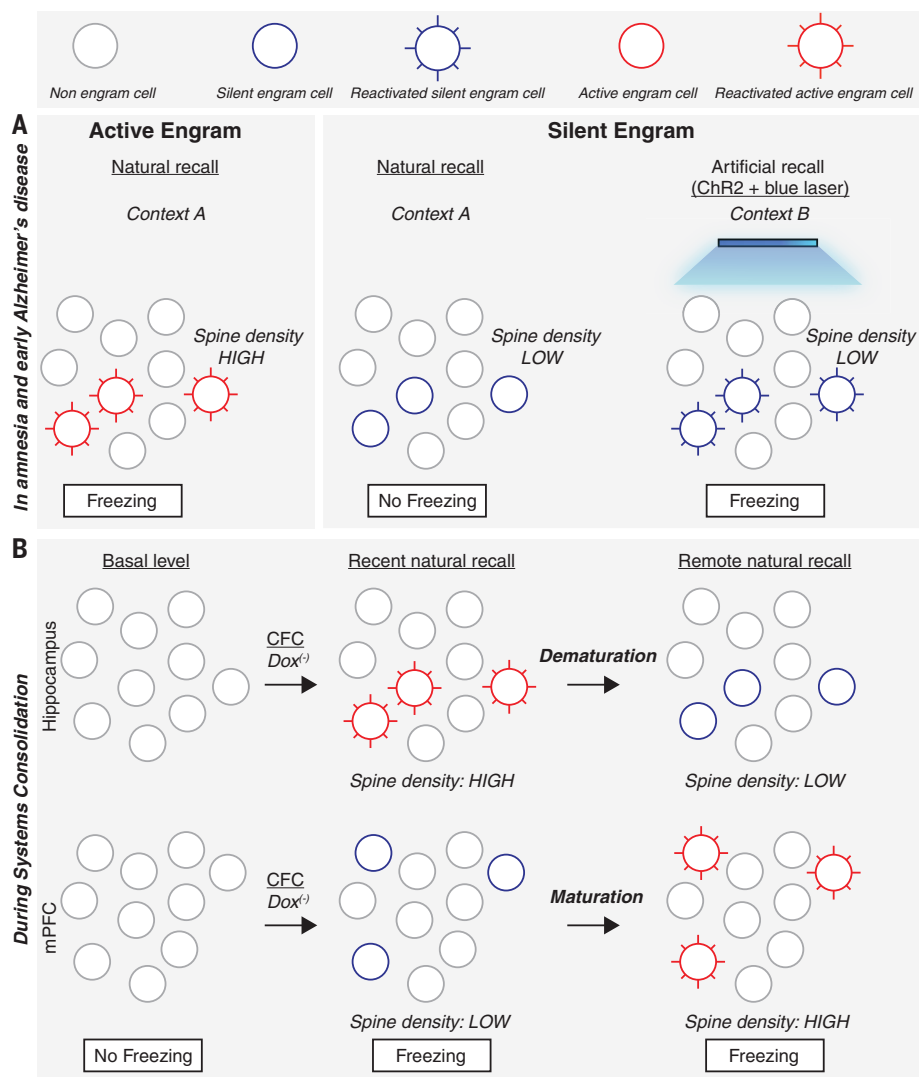 Non engram cell
Silent engram cell
Reactivated silent engram cell
Active engram cell
Reactivated active engram cell
A
In amnesia and early Alzheimer's disease
Active Engram
Natural recall
Context A
Spine density
HIGH
Freezing
Silent Engram
Natural recall
Context A
Spine density
LOW
No Freezing
Artificial recall
(ChR2 + blue laser)
Context B
Spine density
LOW
Freezing
B
During Systems Consolidation
Basal level
Recent natural recall
Remote natural recall
Hippocampus
CFC
Dox(-)
Dematuration
Spine density: HIGH
Spine density: LOW
mPFC
CFC
Dox(-)
Maturation
Spine density: LOW
Spine density: HIGH
No Freezing
Freezing
Freezing